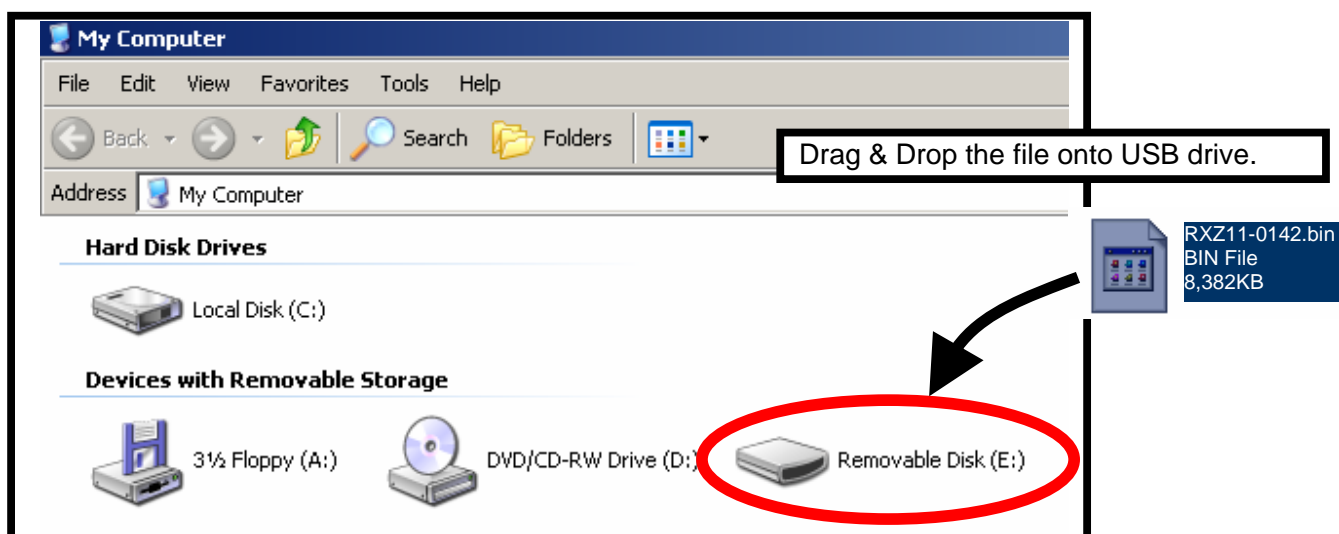 My Computer
File Edit View Favorites Tools Help
Back Search Folders
Drag & Drop the file onto USB drive.
Address My Computer
RXZ11-0142.bin
BIN File
8,382KB
Hard Disk Drives
Local Disk (C:)
Devices with Removable Storage
3½ Floppy (A:) DVD/CD-RW Drive (D:) Removable Disk (E:)